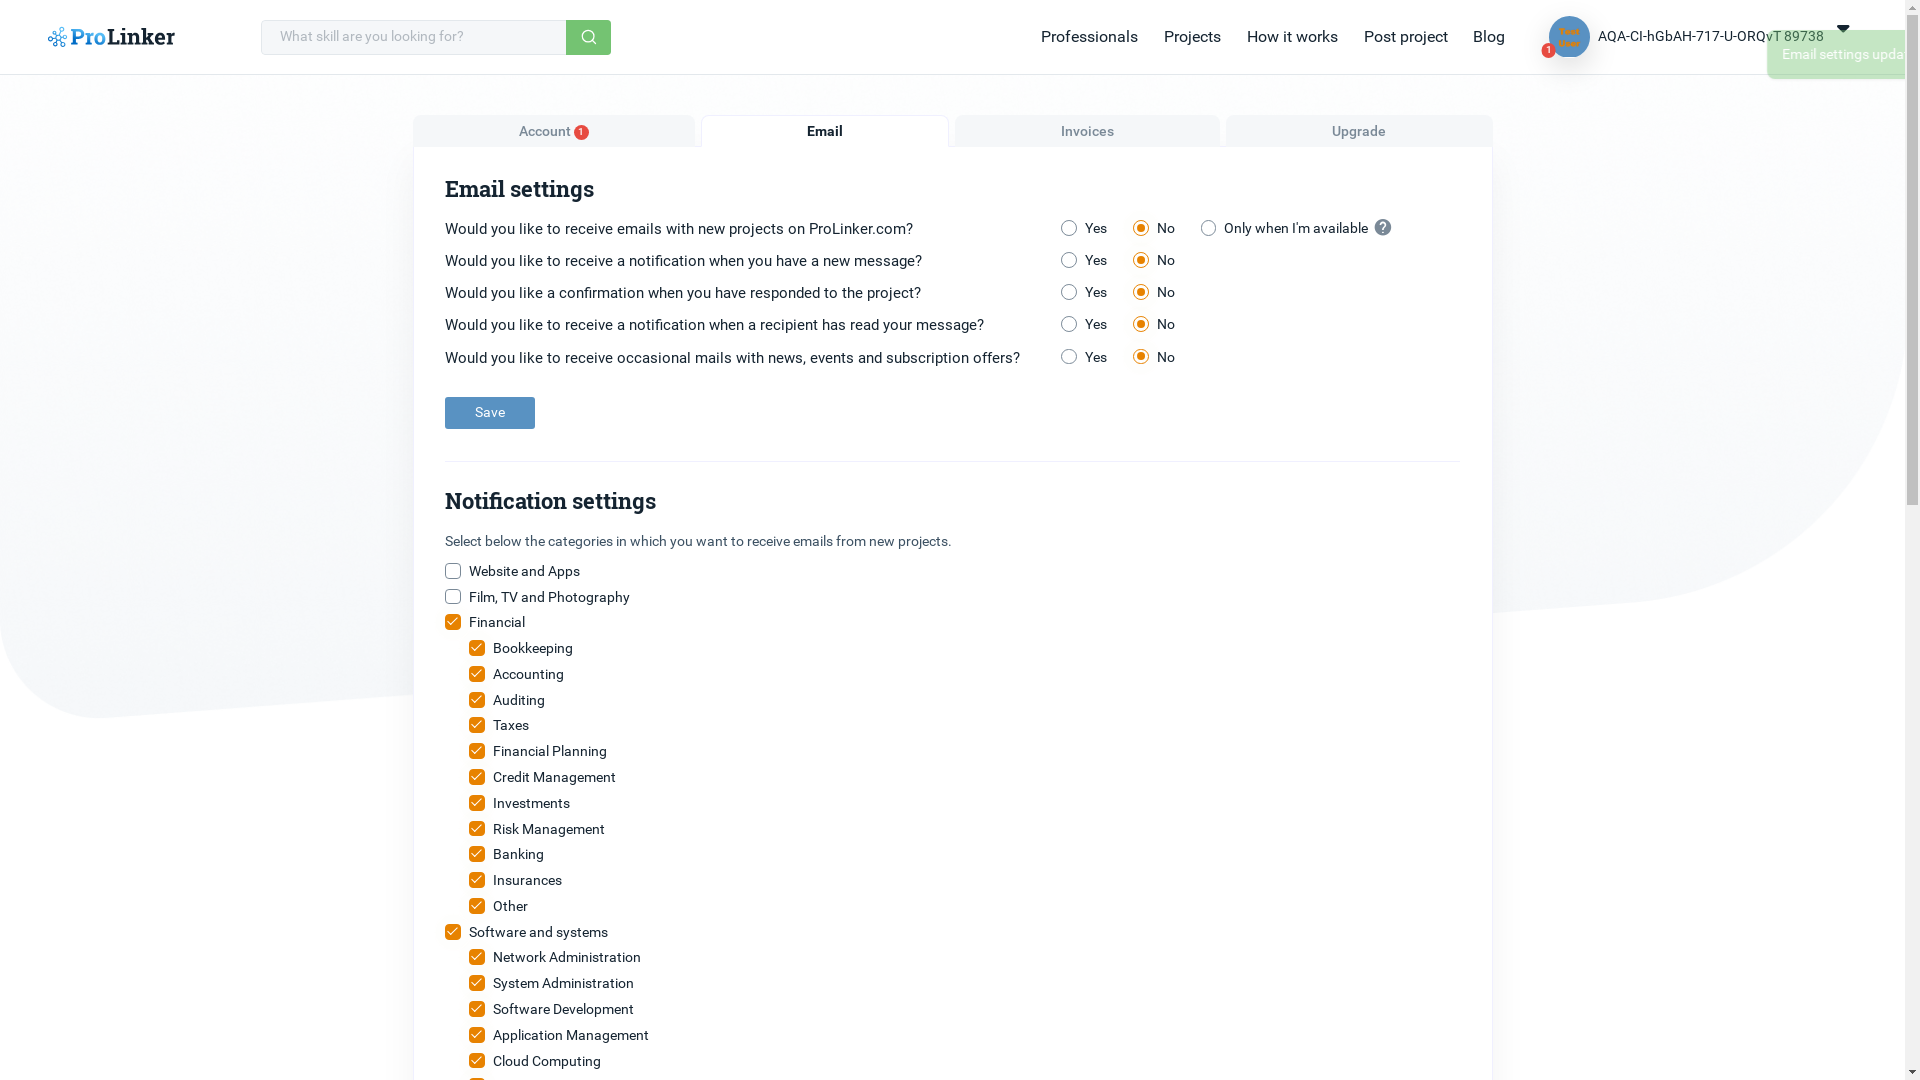 ProLinker
What skill are you looking for?
Professionals
Projects
How it works
Post project
Blog
Test
User
1
AQA-CI-hGbAH-717-U-ORQvT 89738
Email settings
Account 1
Email
Invoices
Upgrade
Email settings
Would you like to receive emails with new projects on ProLinker.com? Yes No Only when I'm available ?
Would you like to receive a notification when you have a new message? Yes No
Would you like a confirmation when you have responded to the project? Yes No
Would you like to receive a notification when a recipient has read your message? Yes No
Would you like to receive occasional mails with news, events and subscription offers? Yes No
Save
Notification settings
Select below the categories in which you want to receive emails from new projects.
Website and Apps
Film, TV and Photography
Financial
Bookkeeping
Accounting
Auditing
Taxes
Financial Planning
Credit Management
Investments
Risk Management
Banking
Insurances
Other
Software and systems
Network Administration
System Administration
Software Development
Application Management
Cloud Computing